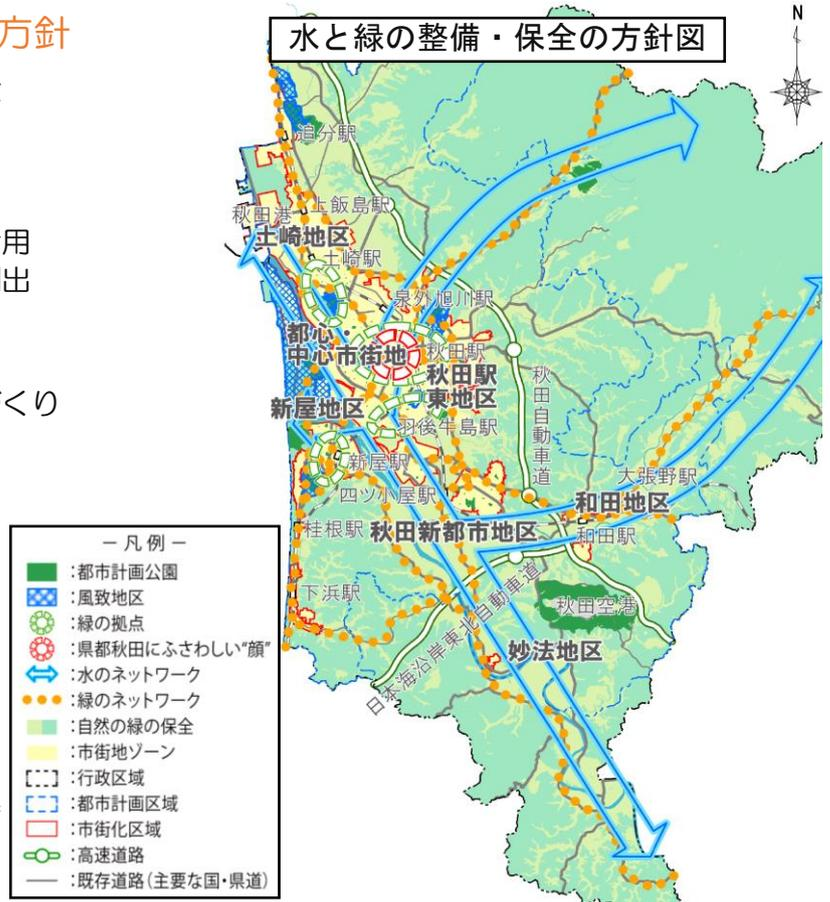 方針
水と緑の整備・保全の方針図
N
用
出
くり
追分駅
上飯島駅
秋田港
土崎地区
土崎駅
泉外旭川駅
都心・
中心市街地
秋田駅
秋田駅
東地区
新屋地区
羽後牛島駅
秋田自動車道
新屋駅
四ツ小屋駅
大張野駅
和田地区
桂根駅
秋田新都市地区
和田駅
下浜駅
秋田空港
日本海沿岸東北自動車道
妙法地区
－凡例－
:都市計画公園
:風致地区
:緑の拠点
:県都秋田にふさわしい“顔”
:水のネットワーク
:緑のネットワーク
:自然の緑の保全
:市街地ゾーン
:行政区域
:都市計画区域
:市街化区域
:高速道路
:既存道路(主要な国・県道)